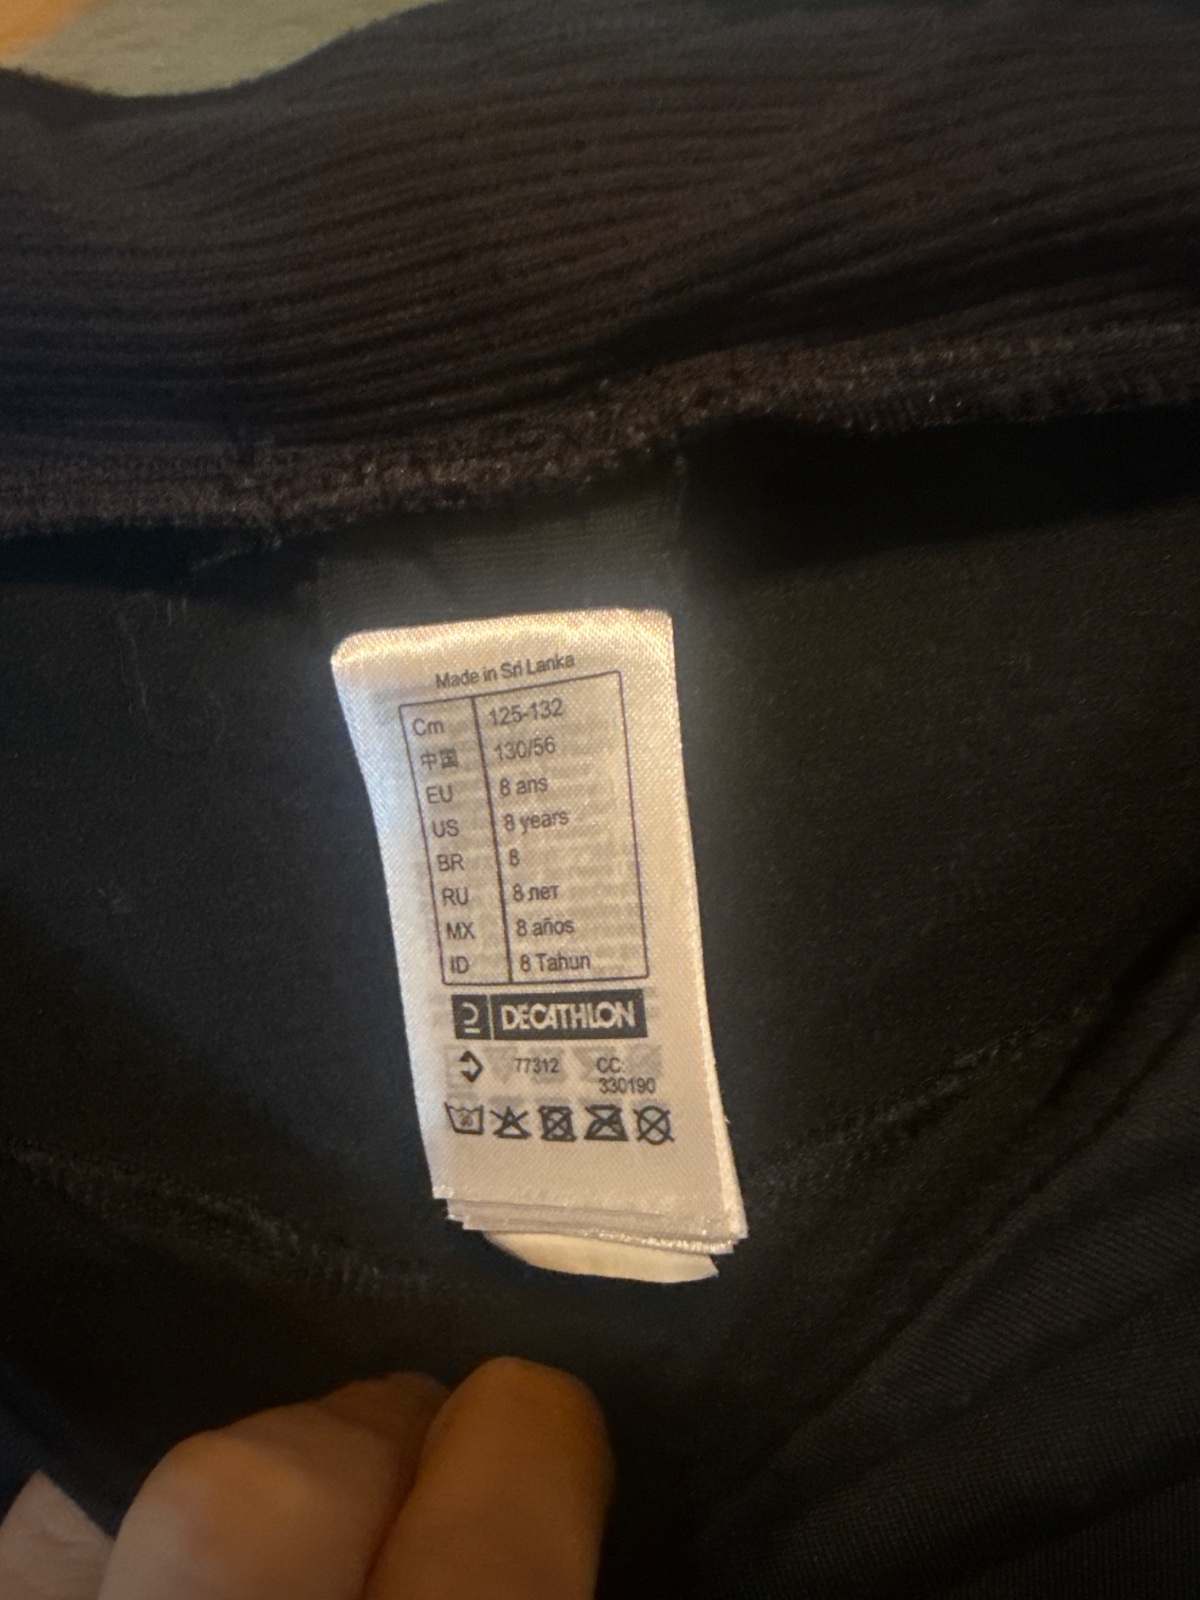 Made in Sri Lanka
Cm 125-132
中国 130/56
EU 8 ans
US 8 years
BR 8
RU 8 лет
MX 8 años
ID 8 Tahun
DECATHLON
77312 CC:
330190
30